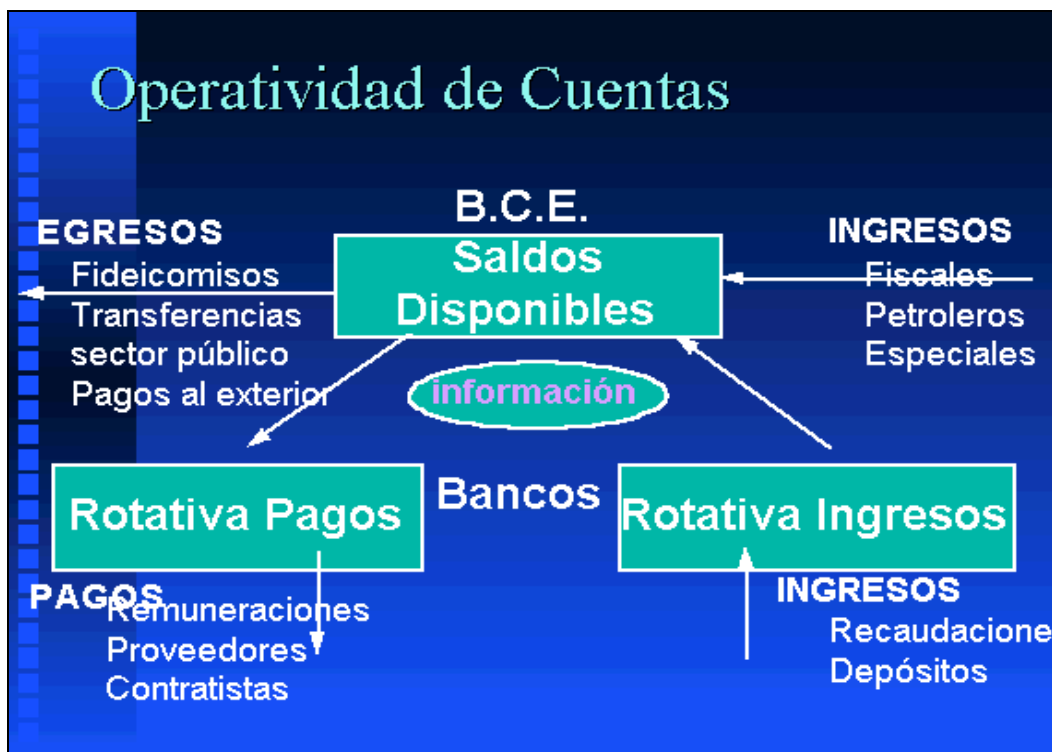 Operatividad de Cuentas
B.C.E.
EGRESOS
Fideicomisos
Transferencias
sector público
Pagos al exterior
Saldos
Disponibles
INGRESOS
Fiscales
Petroleros
Especiales
información
Rotativa Pagos
Bancos
Rotativa Ingresos
PAGOS
Remuneraciones
Proveedores
Contratistas
INGRESOS
Recaudacione
Depósitos